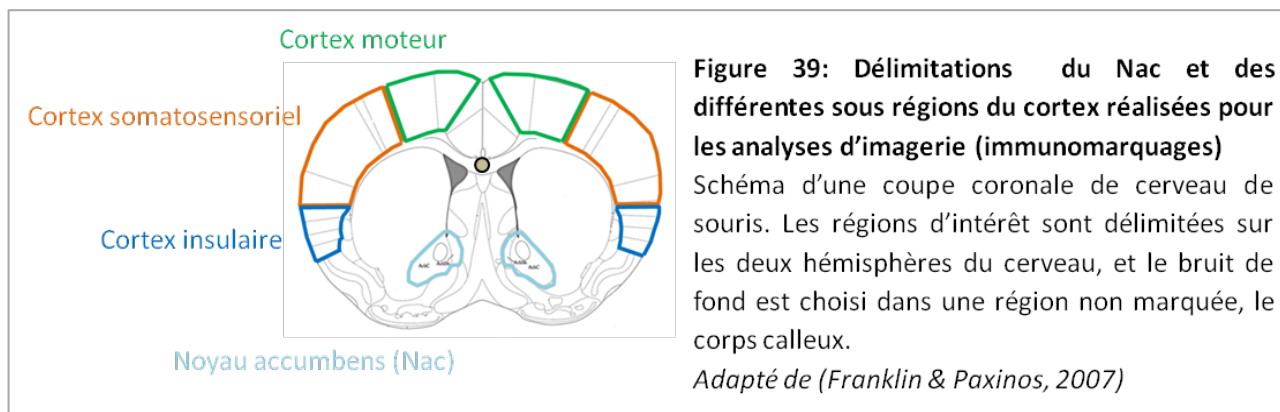 Cortex moteur
Cortex somatosensoriel
Cortex insulaire
Noyau accumbens (Nac)
AcbC
AcbC
Figure 39: Délimitations du Nac et des
différentes sous régions du cortex réalisées pour
les analyses d'imagerie (immunomarquages)
Schéma d'une coupe coronale de cerveau de
souris. Les régions d'intérêt sont délimitées sur
les deux hémisphères du cerveau, et le bruit de
fond est choisi dans une région non marquée, le
corps calleux.
Adapté de (Franklin & Paxinos, 2007)